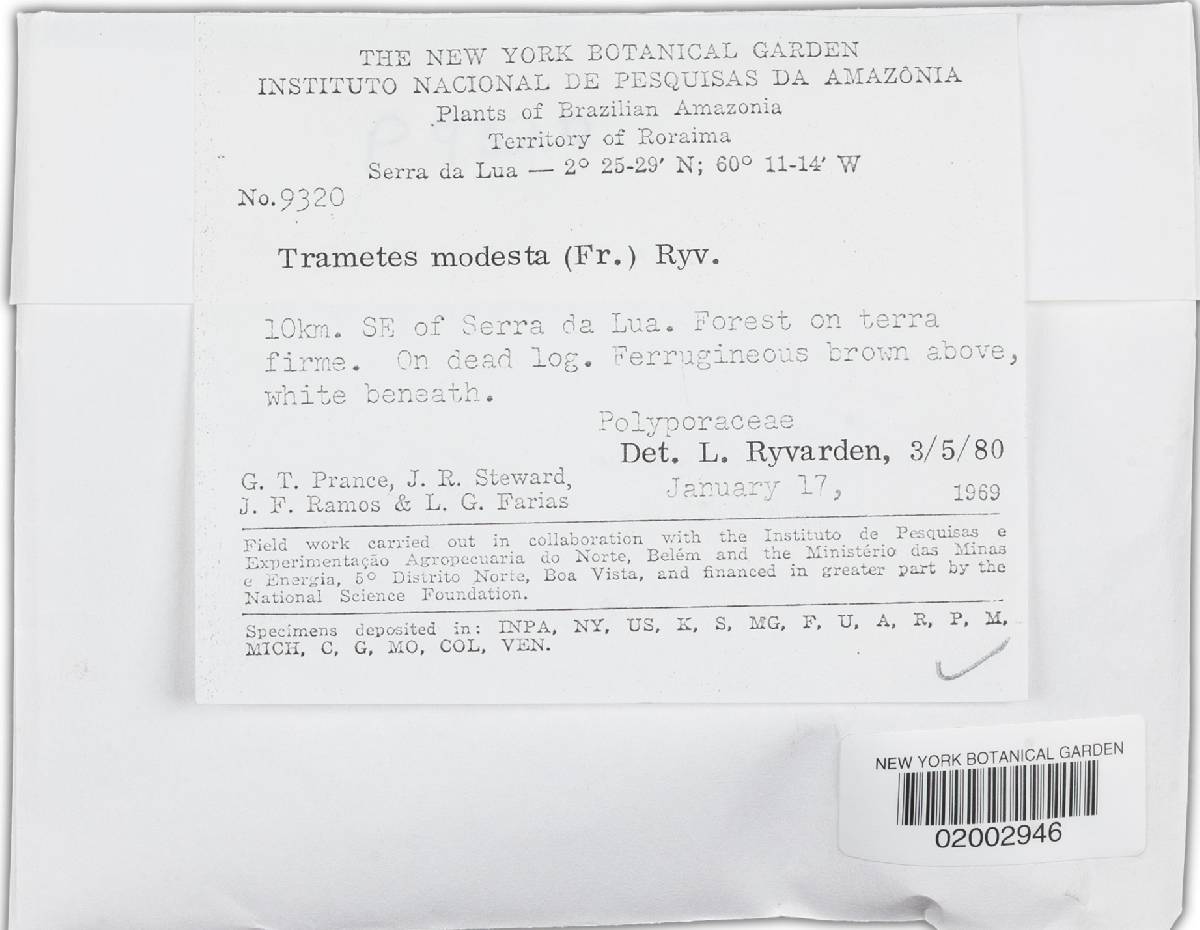 THE NEW YORK BOTANICAL GARDEN
INSTITUTO NACIONAL DE PESQUISAS DA AMAZÔNIA
Plants of Brazilian Amazonia
Territory of Roraima
Serra da Lua — 2° 25-29' N; 60° 11-14' W
No. 9320
Trametes modesta (Fr.) Ryv.
10km. SE of Serra da Lua. Forest on terra
firme. On dead log. Ferrugineous brown above,
white beneath.
Polyporaceae
Det. L. Ryvarden, 3/5/80
G. T. Prance, J. R. Steward,
J. F. Ramos & L. G. Farias
January 17, 1969
Field work carried out in collaboration with the Instituto de Pesquisas e
Experimentação Agropecuaria do Norte, Belém and the Ministério das Minas
e Energia, 5° Distrito Norte, Boa Vista, and financed in greater part by the
National Science Foundation.
Specimens deposited in: INPA, NY, US, K, S, MG, F, U, A, R, P, M,
MICH, C, G, MO, COL, VEN.
NEW YORK BOTANICAL GARDEN
02002946